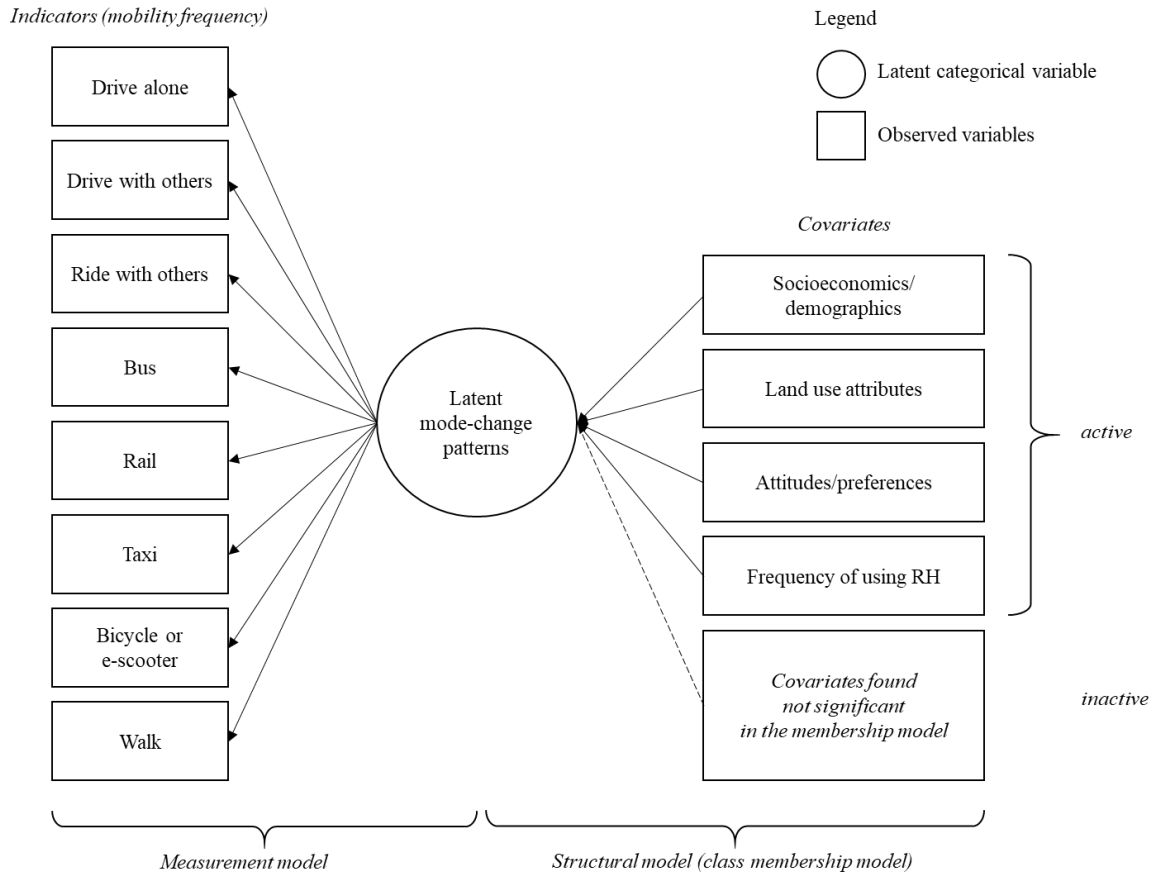 Indicators (mobility frequency)
Drive alone
Drive with others
Ride with others
Bus
Rail
Taxi
Bicycle or
e-scooter
Walk
Latent
mode-change
patterns
Legend
Latent categorical variable
Observed variables
Covariates
Socioeconomics/
demographics
Land use attributes
Attitudes/preferences
Frequency of using RH
Covariates found
not significant
in the membership model
active
inactive
Measurement model
Structural model (class membership model)